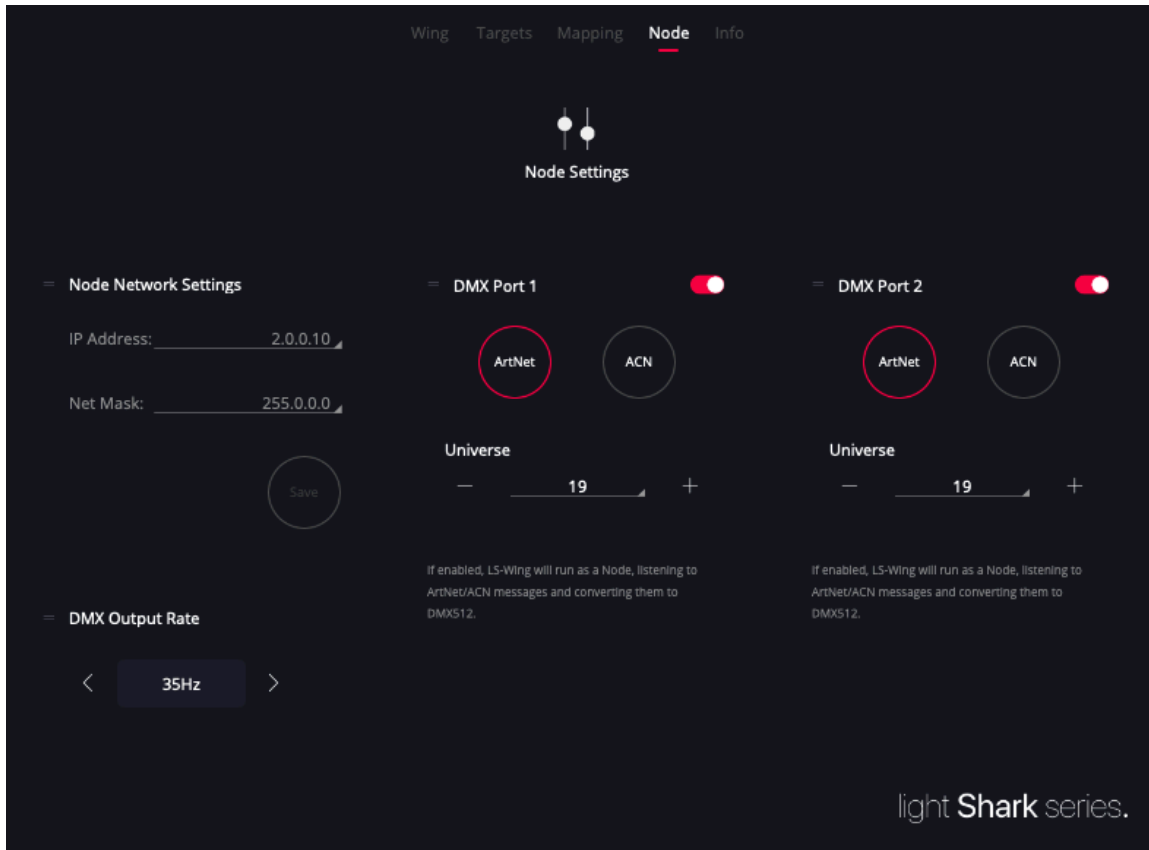 Wing Targets Mapping Node Info
Node Settings
Node Network Settings
IP Address: 2.0.0.10
Net Mask: 255.0.0.0
Save
DMX Output Rate
35Hz
DMX Port 1
ArtNet ACN
Universe
19
If enabled, LS-Wing will run as a Node, listening to
ArtNet/ACN messages and converting them to
DMX512.
DMX Port 2
ArtNet ACN
Universe
19
If enabled, LS-Wing will run as a Node, listening to
ArtNet/ACN messages and converting them to
DMX512.
light Shark series.